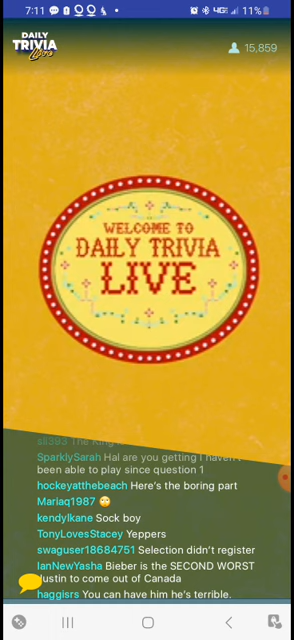 7:11 4G 11%
DAILY
TRIVIA
Live
15,859
WELCOME TO
DAILY TRIVIA
LIVE
sli393 The King
SparklySarah Hal are you getting I haven't
been able to play since question 1
hockeyatthebeach Here's the boring part
Mariaq1987 🙄
kendylkane Sock boy
TonyLovesStacey Yeppers
swaguser18684751 Selection didn't register
IanNewYasha Bieber is the SECOND WORST
Justin to come out of Canada
haggisrs You can have him he's terrible.